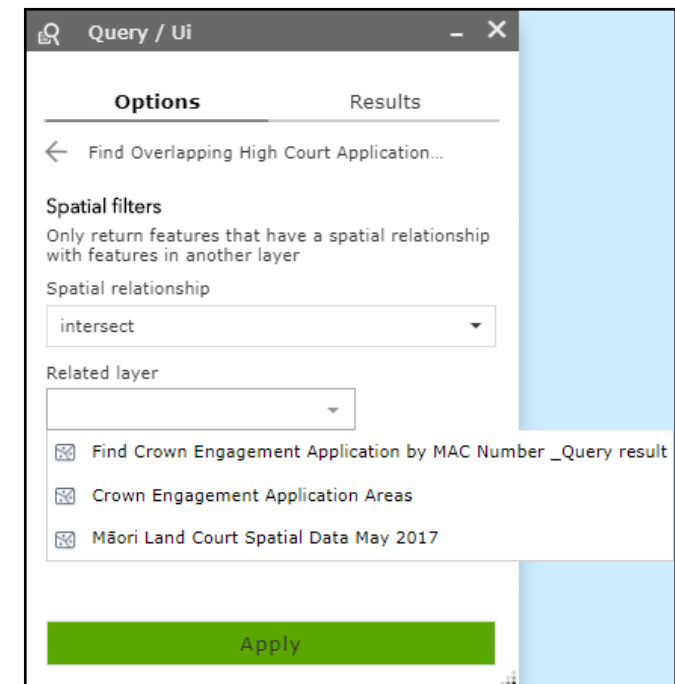 Query / Ui
Options Results
Find Overlapping High Court Application...
Spatial filters
Only return features that have a spatial relationship
with features in another layer
Spatial relationship
intersect
Related layer
Find Crown Engagement Application by MAC Number _Query result
Crown Engagement Application Areas
Māori Land Court Spatial Data May 2017
Apply